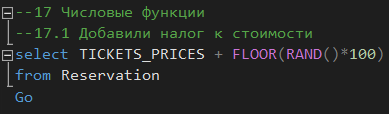 --17 Числовые функции
--17.1 Добавили налог к стоимости
select TICKETS_PRICES + FLOOR(RAND()*100)
from Reservation
Go